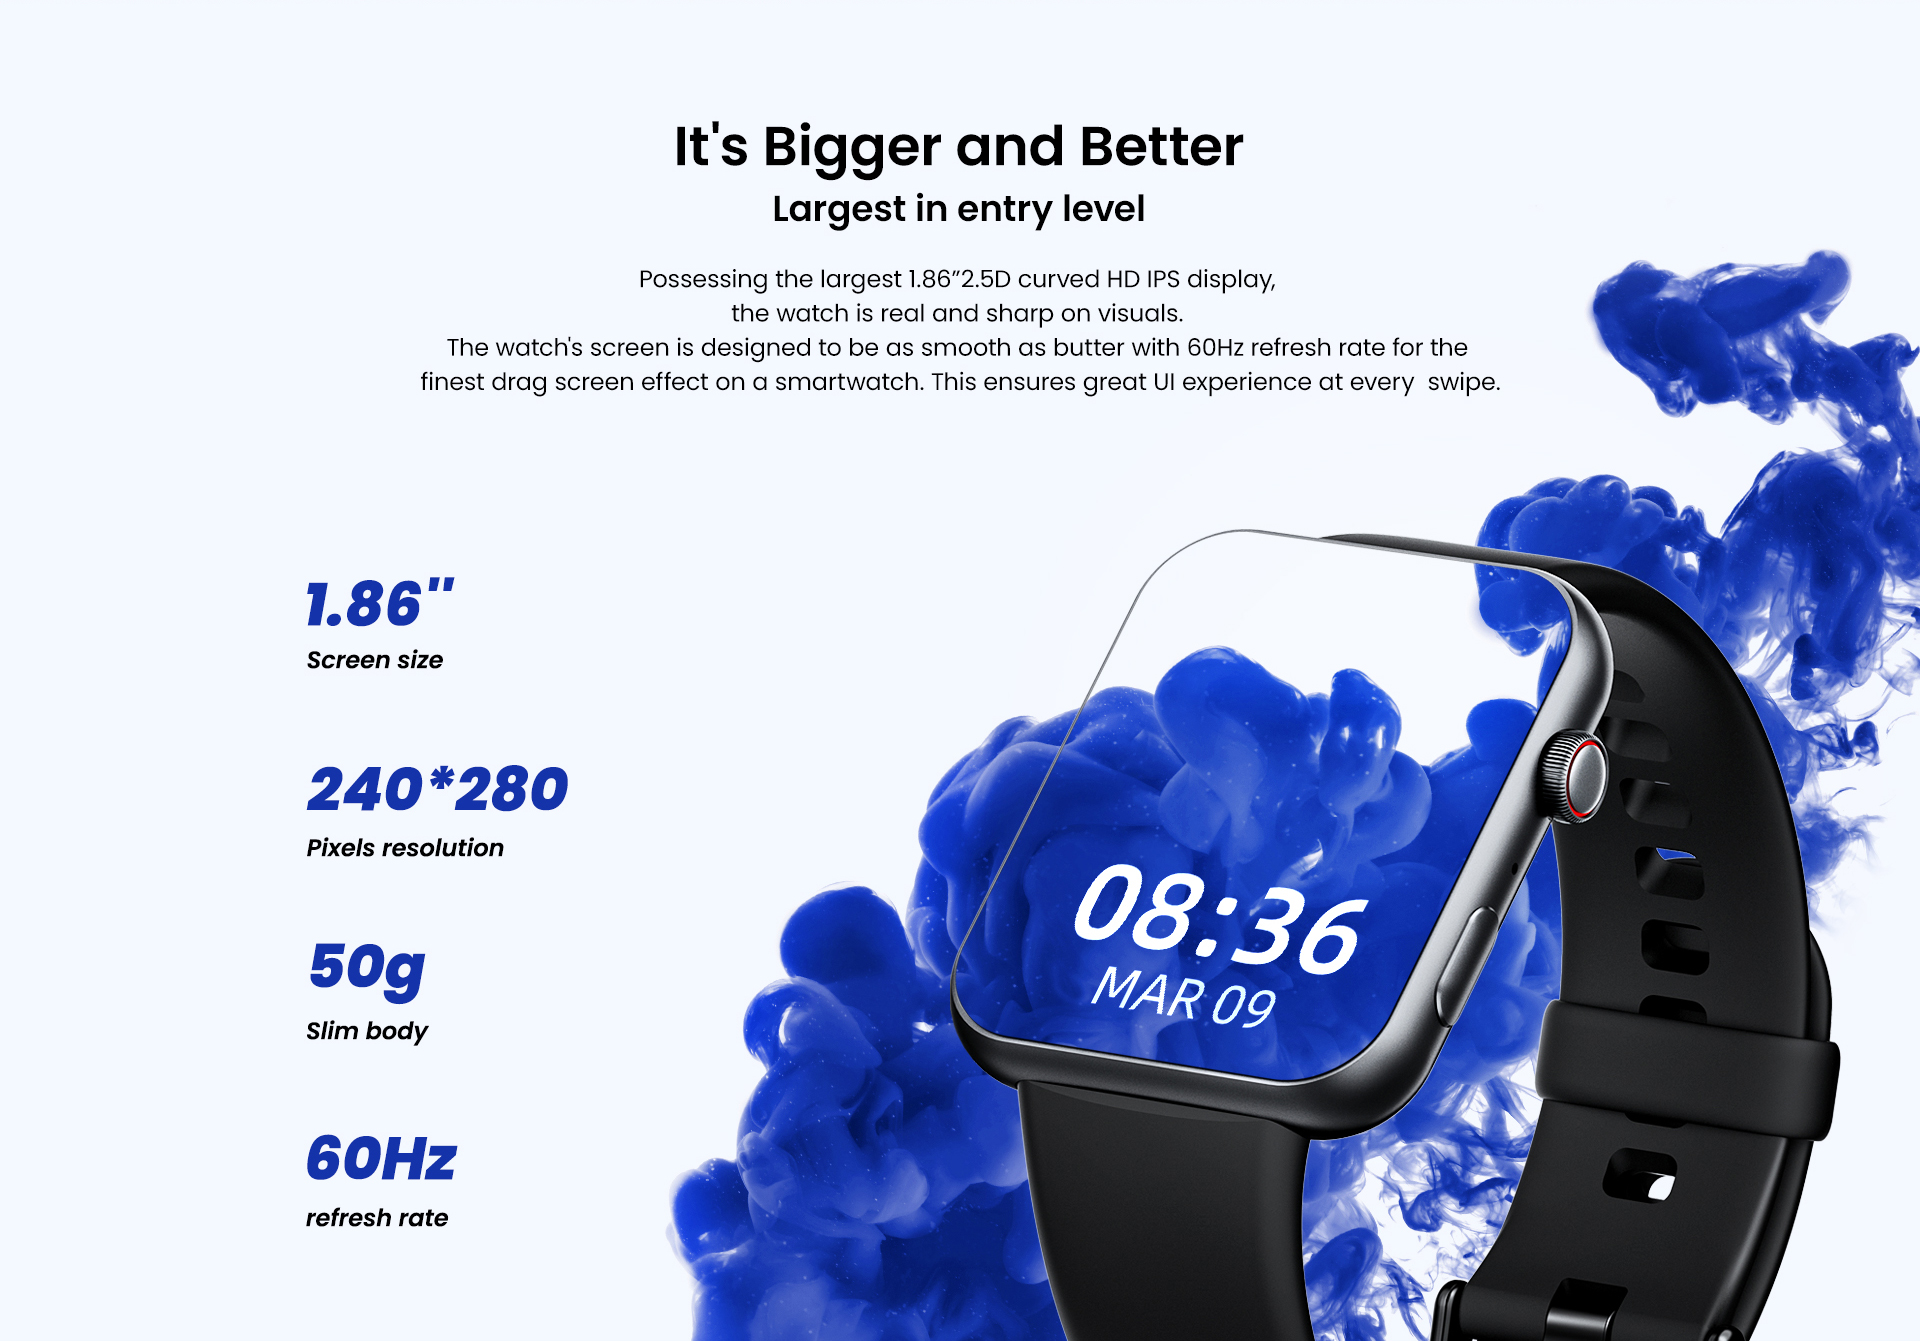 It's Bigger and Better
Largest in entry level
Possessing the largest 1.86”2.5D curved HD IPS display,
the watch is real and sharp on visuals.
The watch's screen is designed to be as smooth as butter with 60Hz refresh rate for the
finest drag screen effect on a smartwatch. This ensures great UI experience at every  swipe.
1.86"
Screen size
240*280
Pixels resolution
50g
Slim body
60Hz
refresh rate
08:36
MAR 09